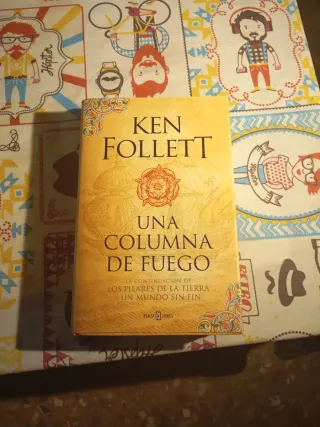 Hipster
KEN
FOLLETT
UNA
COLUMNA
DE FUEGO
LA CONTINUACIÓN DE
LOS PILARES DE LA TIERRA
UN MUNDO SIN FIN
PLAZA JANÉS